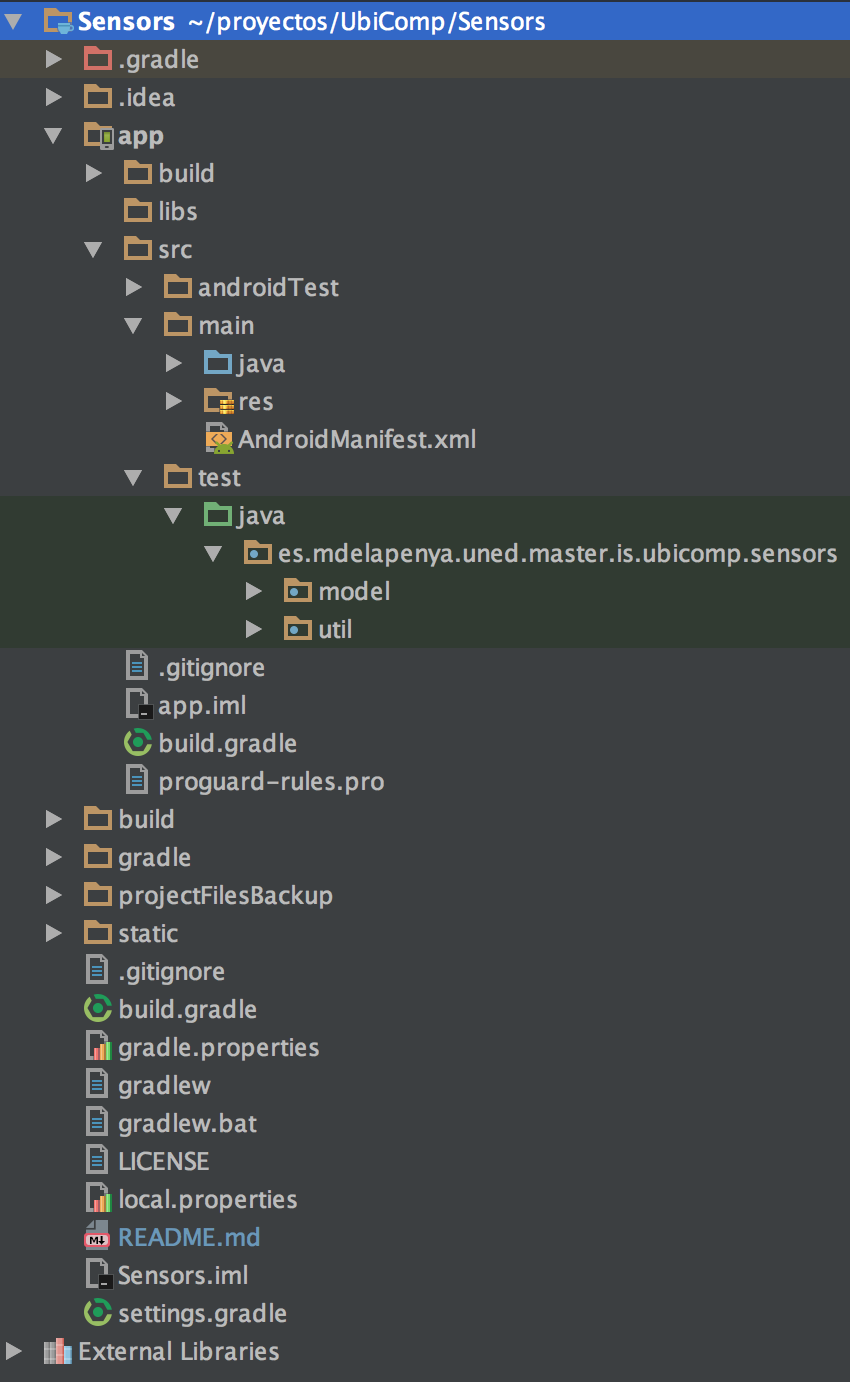 Sensors ~/proyectos/UbiComp/Sensors
.gradle
.idea
app
build
libs
src
androidTest
main
java
res
AndroidManifest.xml
test
java
es.mdelapenya.uned.master.is.ubicomp.sensors
model
util
.gitignore
app.iml
build.gradle
proguard-rules.pro
build
gradle
projectFilesBackup
static
.gitignore
build.gradle
gradle.properties
gradlew
gradlew.bat
LICENSE
local.properties
README.md
Sensors.iml
settings.gradle
External Libraries